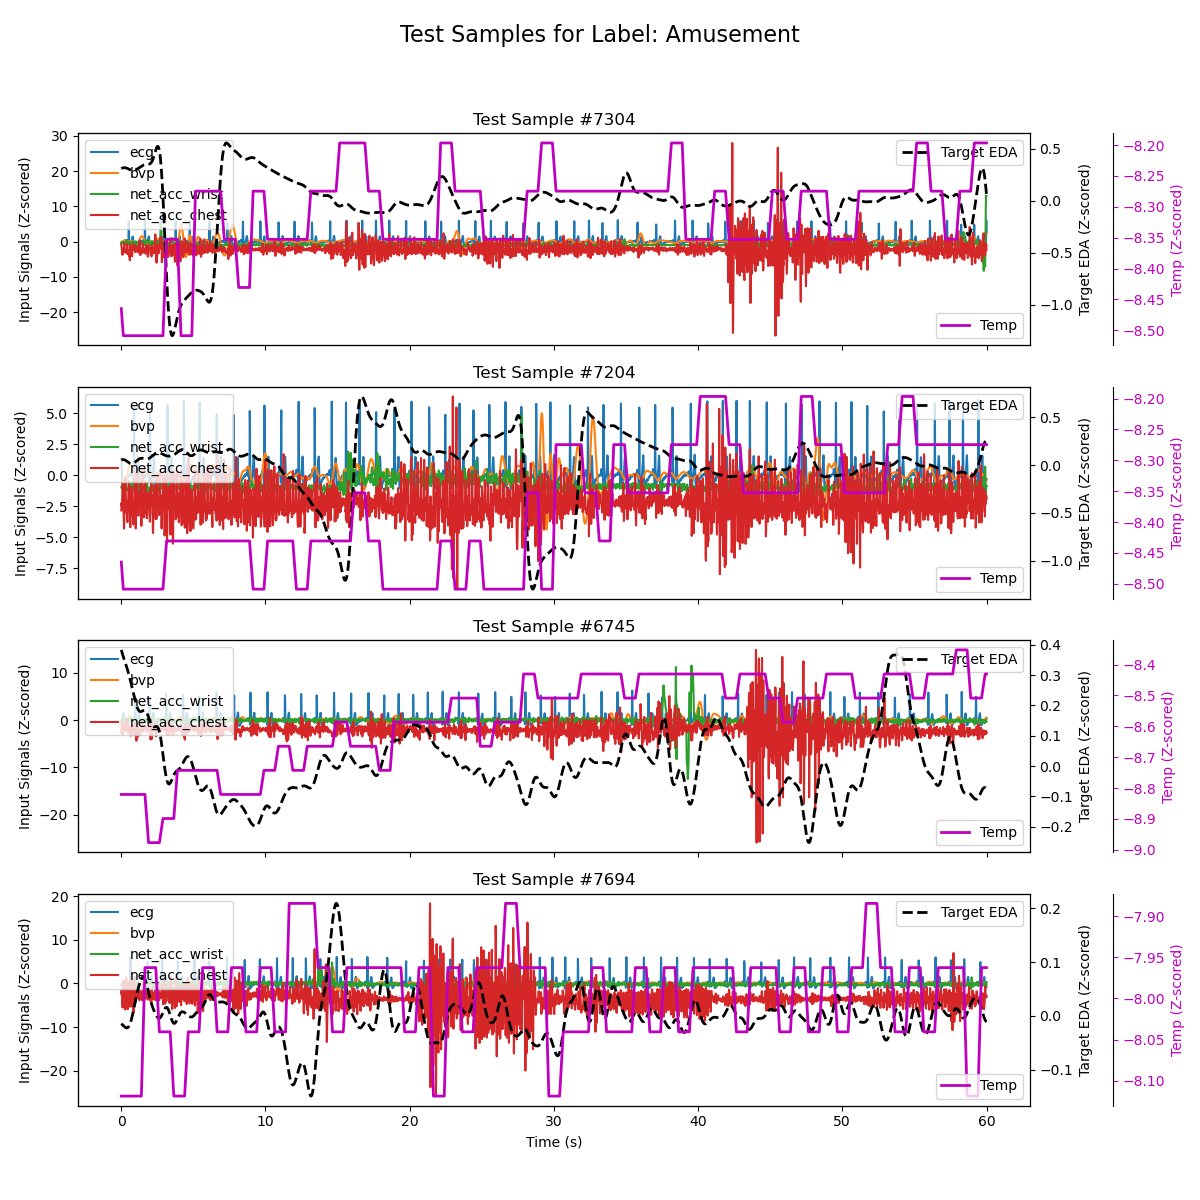 Test Samples for Label: Amusement
Test Sample #7304
Input Signals (Z-scored)
30
20
10
0
−10
−20
ecg
bvp
net_acc_wrist
net_acc_chest
Target EDA
Temp
0.5
0.0
−0.5
−1.0
Target EDA (Z-scored)
−8.20
−8.25
−8.30
−8.35
−8.40
−8.45
−8.50
Temp (Z-scored)
Test Sample #7204
Input Signals (Z-scored)
5.0
2.5
0.0
−2.5
−5.0
−7.5
ecg
bvp
net_acc_wrist
net_acc_chest
Target EDA
Temp
0.5
0.0
−0.5
−1.0
Target EDA (Z-scored)
−8.20
−8.25
−8.30
−8.35
−8.40
−8.45
−8.50
Temp (Z-scored)
Test Sample #6745
Input Signals (Z-scored)
10
0
−10
−20
ecg
bvp
net_acc_wrist
net_acc_chest
Target EDA
Temp
0.4
0.3
0.2
0.1
0.0
−0.1
−0.2
Target EDA (Z-scored)
−8.4
−8.5
−8.6
−8.7
−8.8
−8.9
−9.0
Temp (Z-scored)
Test Sample #7694
Input Signals (Z-scored)
20
10
0
−10
−20
ecg
bvp
net_acc_wrist
net_acc_chest
Target EDA
Temp
0.2
0.1
0.0
−0.1
Target EDA (Z-scored)
−7.90
−7.95
−8.00
−8.05
−8.10
Temp (Z-scored)
0 10 20 30 40 50 60
Time (s)